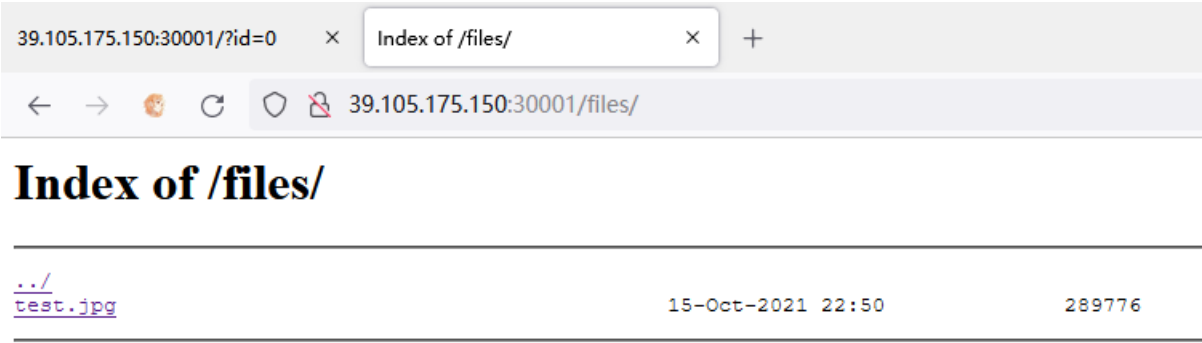 39.105.175.150:30001/?id=0 × Index of /files/ × +
39.105.175.150:30001/files/
Index of /files/
../
test.jpg 15-Oct-2021 22:50 289776